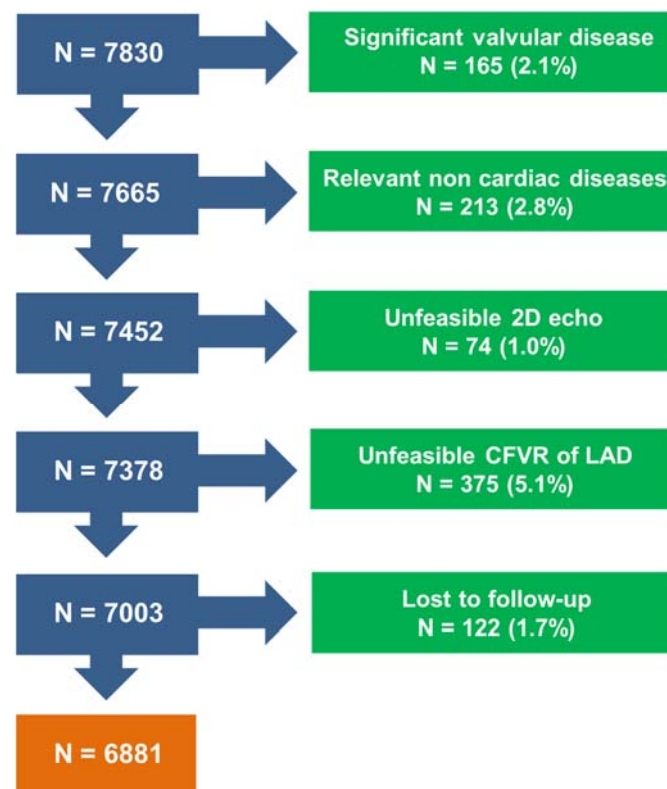 N = 7830
Significant valvular disease
N = 165 (2.1%)
N = 7665
Relevant non cardiac diseases
N = 213 (2.8%)
N = 7452
Unfeasible 2D echo
N = 74 (1.0%)
N = 7378
Unfeasible CFVR of LAD
N = 375 (5.1%)
N = 7003
Lost to follow-up
N = 122 (1.7%)
N = 6881